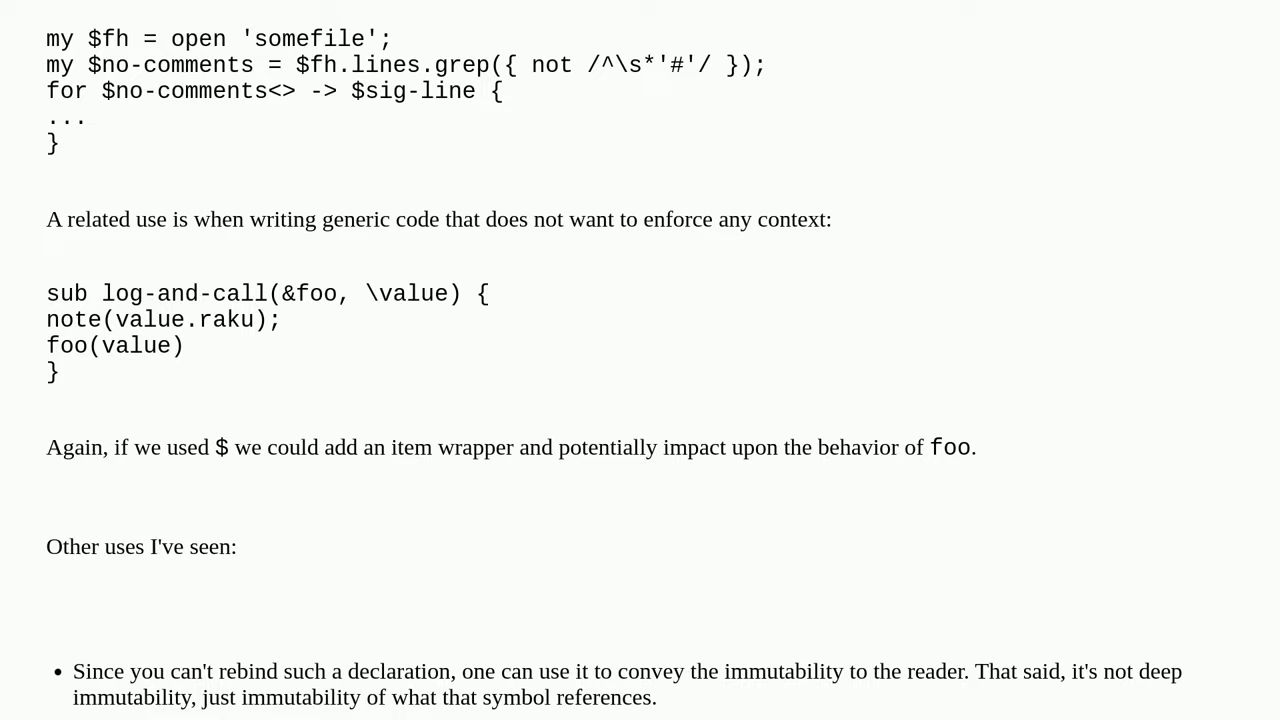 my $fh = open 'somefile';
my $no-comments = $fh.lines.grep({ not /^\s*'#'/ });
for $no-comments<> -> $sig-line {
...
}
A related use is when writing generic code that does not want to enforce any context:
sub log-and-call(&foo, \value) {
note(value.raku);
foo(value)
}
Again, if we used $ we could add an item wrapper and potentially impact upon the behavior of foo.
Other uses I've seen:
• Since you can't rebind such a declaration, one can use it to convey the immutability to the reader. That said, it's not deep
immutability, just immutability of what that symbol references.